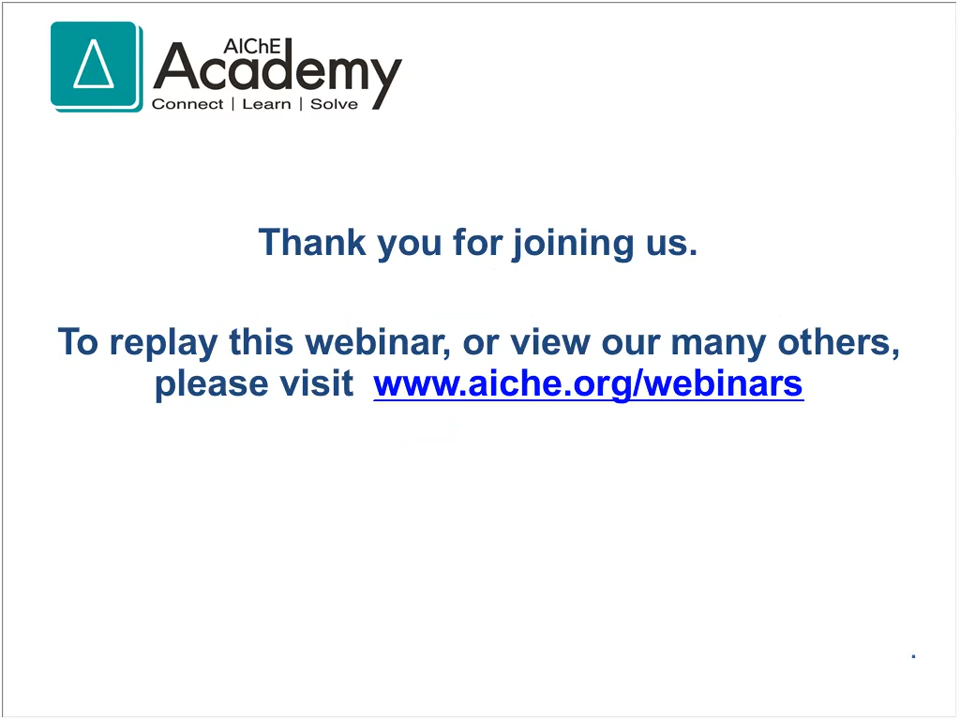 AIChE
Academy
Connect | Learn | Solve
Thank you for joining us.
To replay this webinar, or view our many others,
please visit www.aiche.org/webinars
.